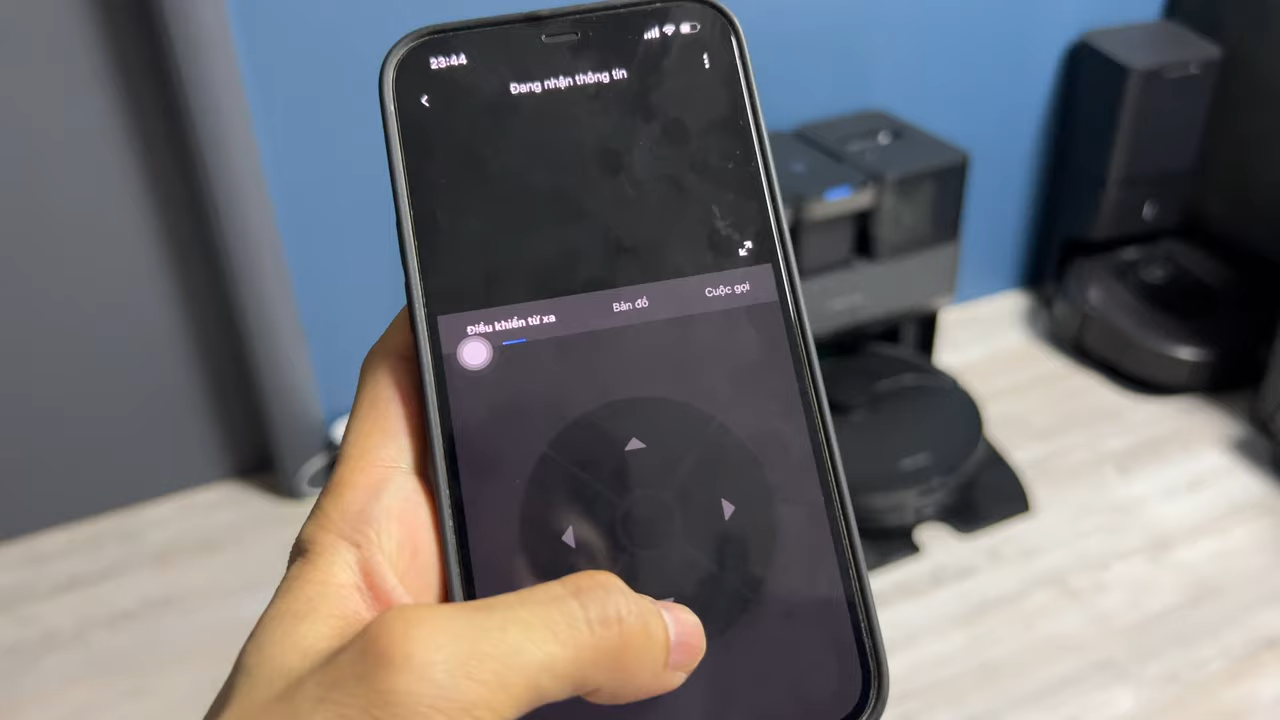 23:44
Đang nhận thông tin
Điều khiển từ xa
Bản đồ
Cuộc gọi